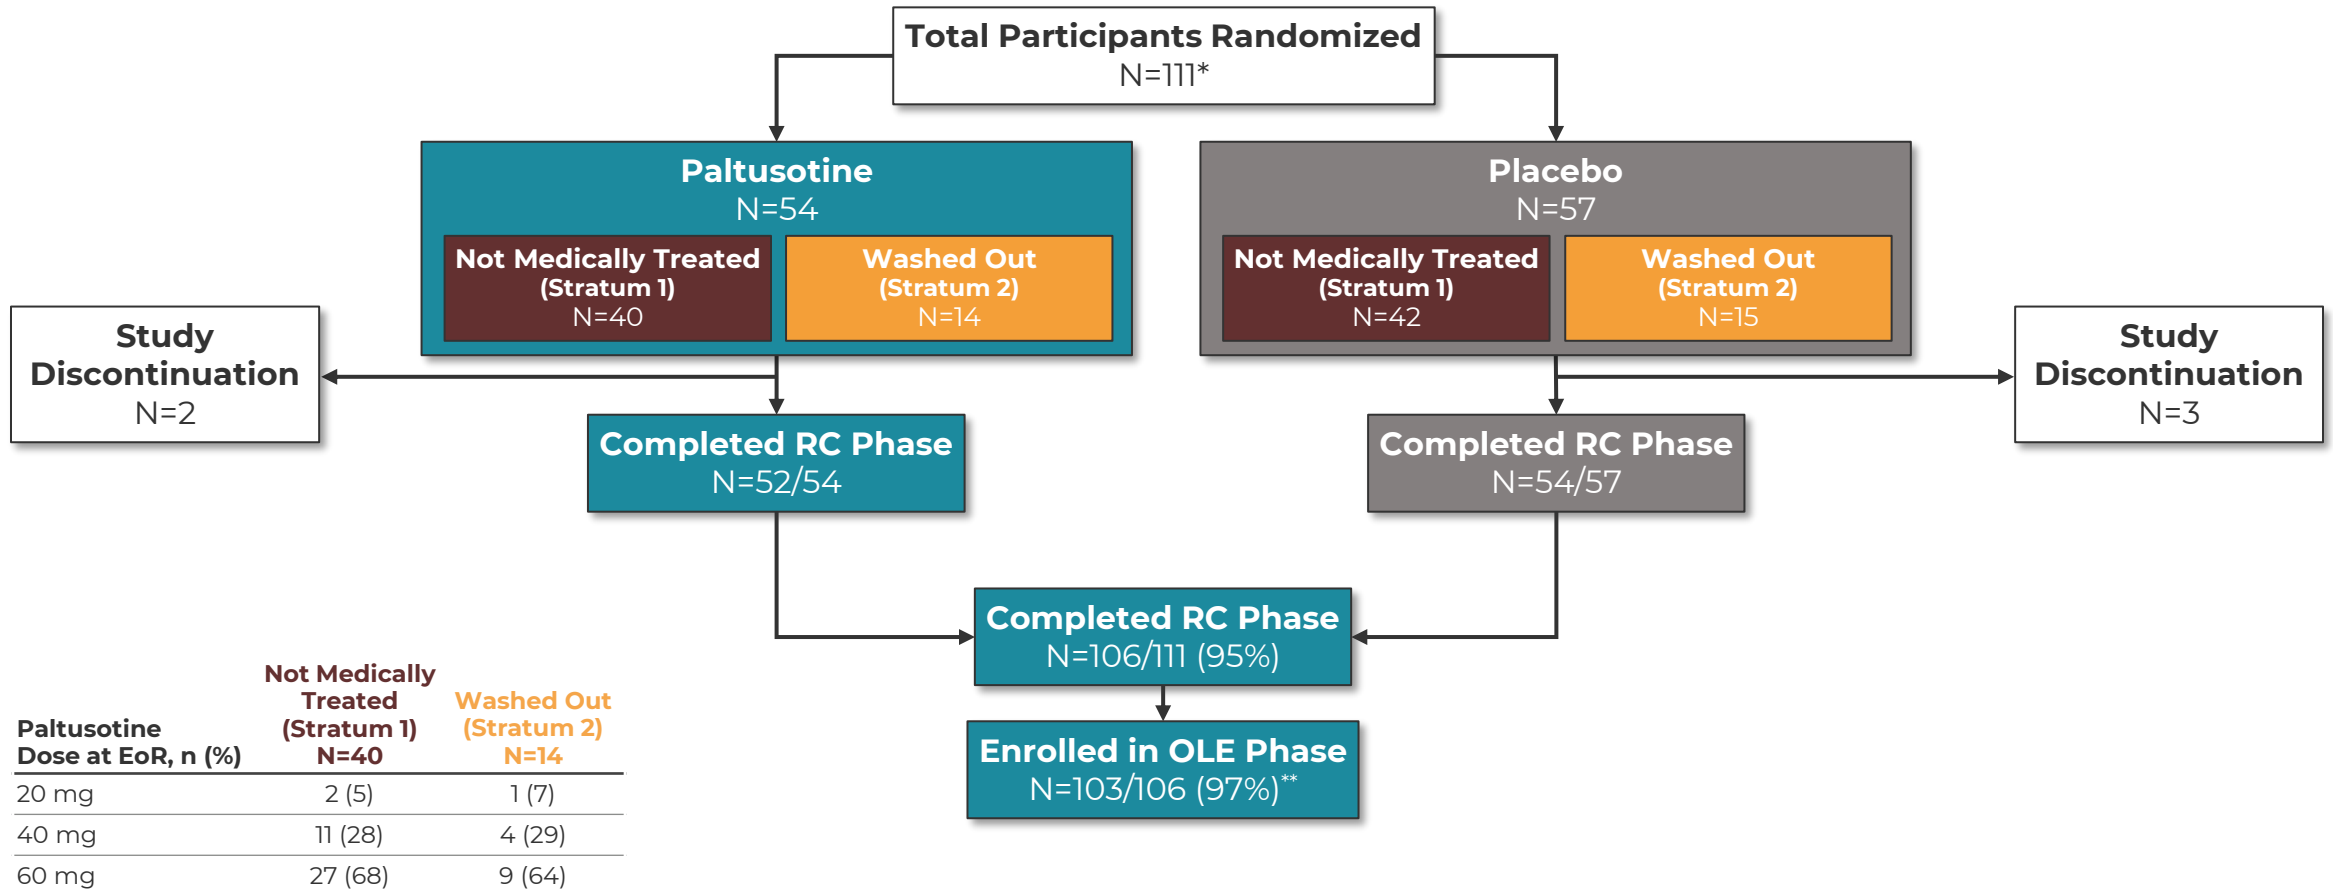 Total Participants Randomized
N=111*
Paltusotine
N=54
Not Medically Treated
(Stratum 1)
N=40
Washed Out
(Stratum 2)
N=14
Placebo
N=57
Not Medically Treated
(Stratum 1)
N=42
Washed Out
(Stratum 2)
N=15
Study
Discontinuation
N=2
Study
Discontinuation
N=3
Completed RC Phase
N=52/54
Completed RC Phase
N=54/57
Completed RC Phase
N=106/111 (95%)
Enrolled in OLE Phase
N=103/106 (97%)**
Paltusotine
Dose at EoR, n (%)
Not Medically
Treated
(Stratum 1)
N=40
Washed Out
(Stratum 2)
N=14
20 mg 2 (5) 1 (7)
40 mg 11 (28) 4 (29)
60 mg 27 (68) 9 (64)